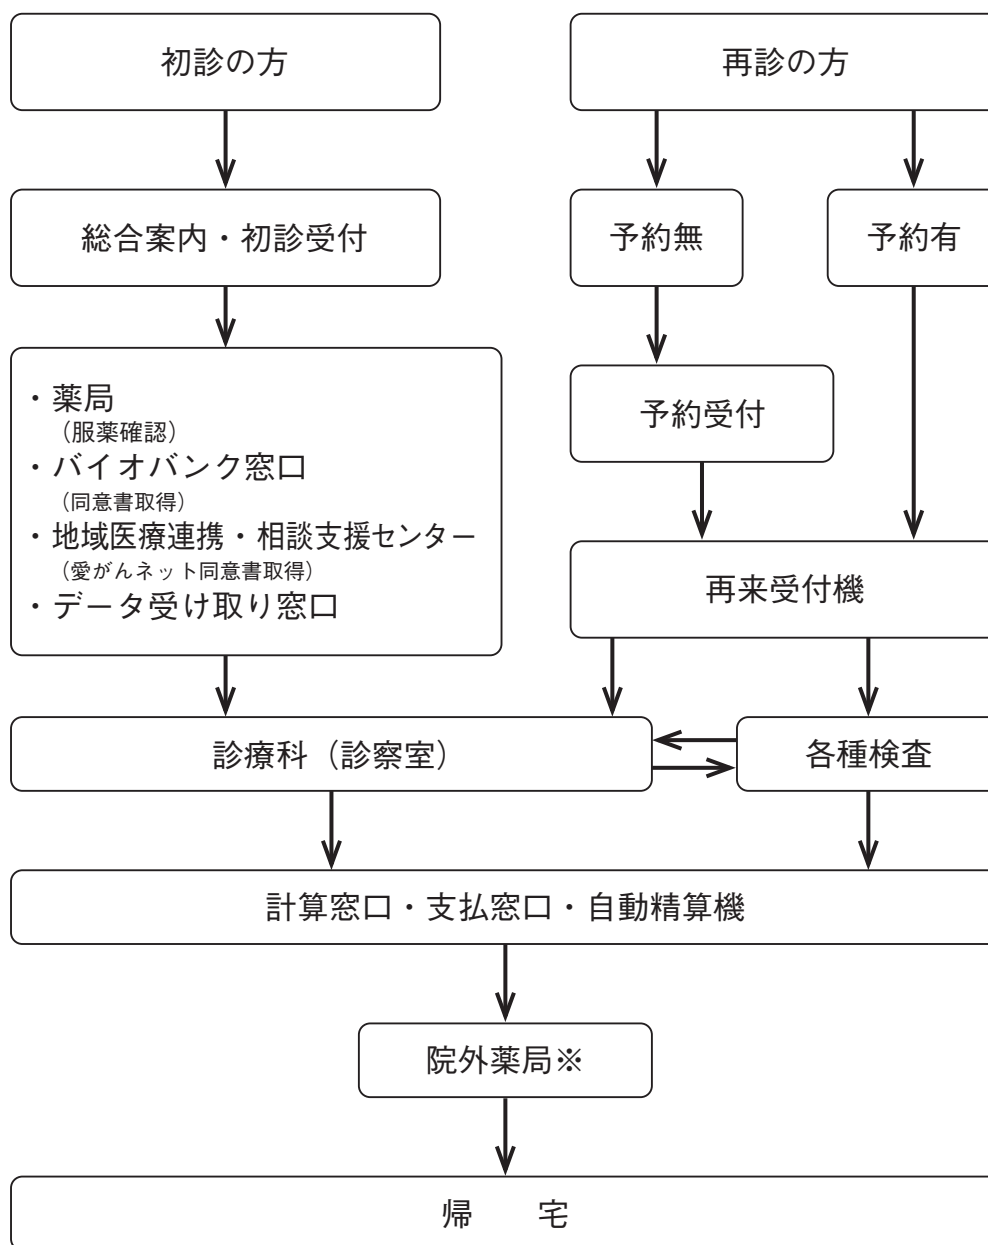 初診の方
再診の方
総合案内・初診受付
予約無
予約有
・薬局
（服薬確認）
・バイオバンク窓口
（同意書取得）
・地域医療連携・相談支援センター
（愛がんネット同意書取得）
・データ受け取り窓口
予約受付
再来受付機
診療科（診察室）
各種検査
計算窓口・支払窓口・自動精算機
院外薬局※
帰　宅